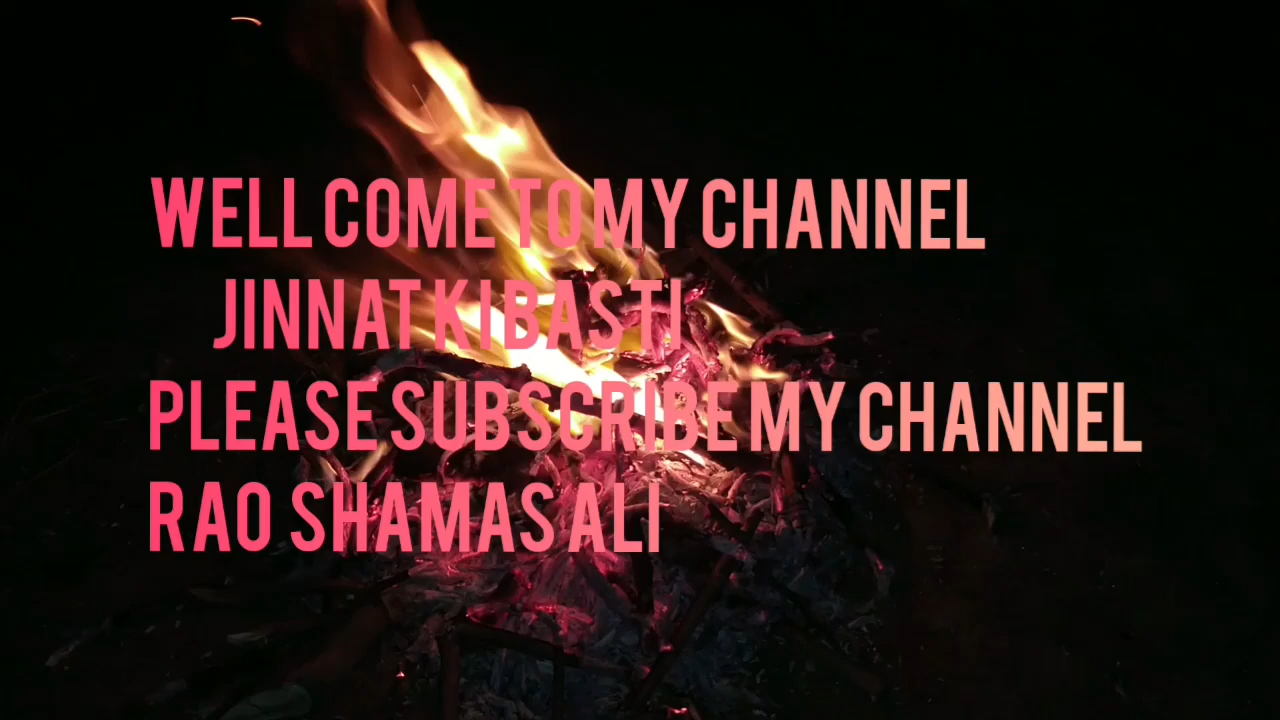 WELL COME TO MY CHANNEL
JINNAT KI BASTI
PLEASE SUBSCRIBE MY CHANNEL
RAO SHAMAS ALI